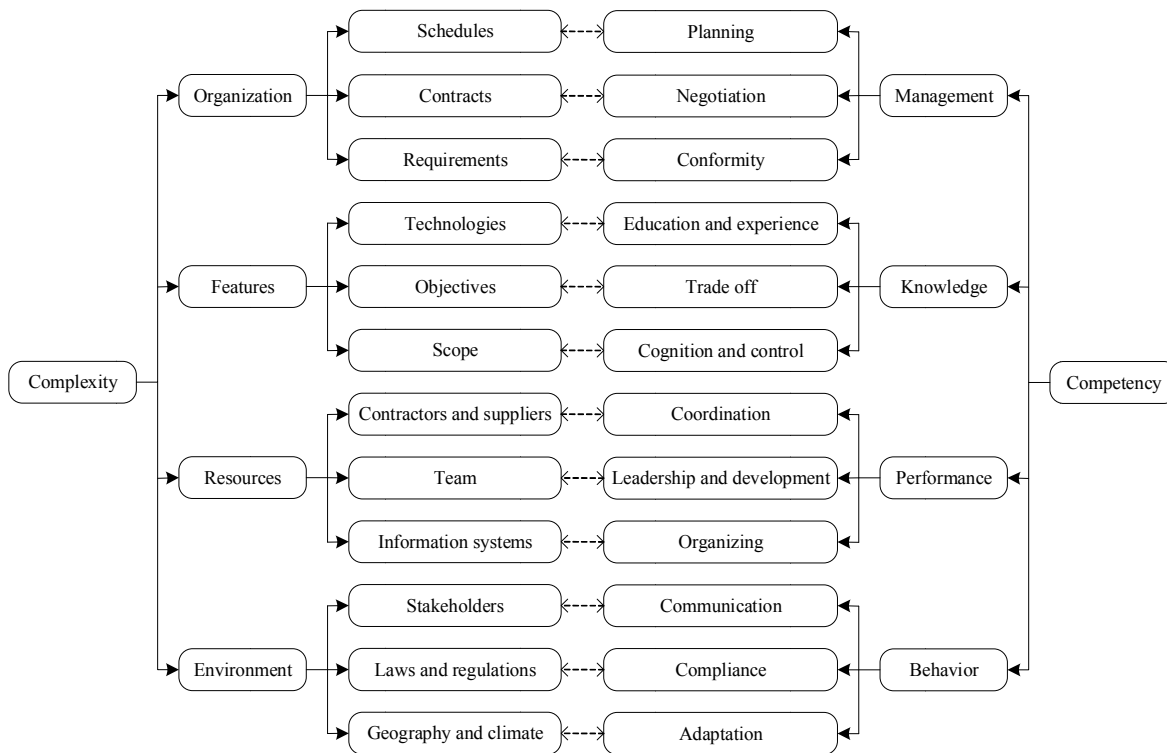 Schedules
Planning
Organization
Contracts
Negotiation
Management
Requirements
Conformity
Technologies
Education and experience
Features
Objectives
Trade off
Knowledge
Scope
Cognition and control
Complexity
Competency
Contractors and suppliers
Coordination
Resources
Team
Leadership and development
Performance
Information systems
Organizing
Stakeholders
Communication
Environment
Laws and regulations
Compliance
Behavior
Geography and climate
Adaptation